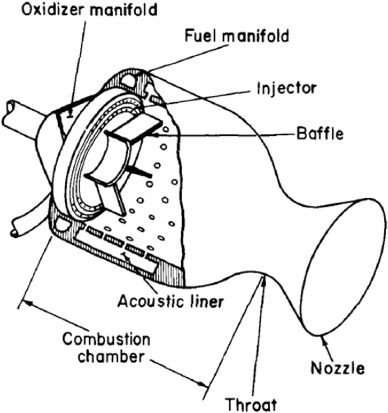 Oxidizer manifold
Fuel manifold
Injector
Baffle
Acoustic liner
Combustion
chamber
Nozzle
Throat